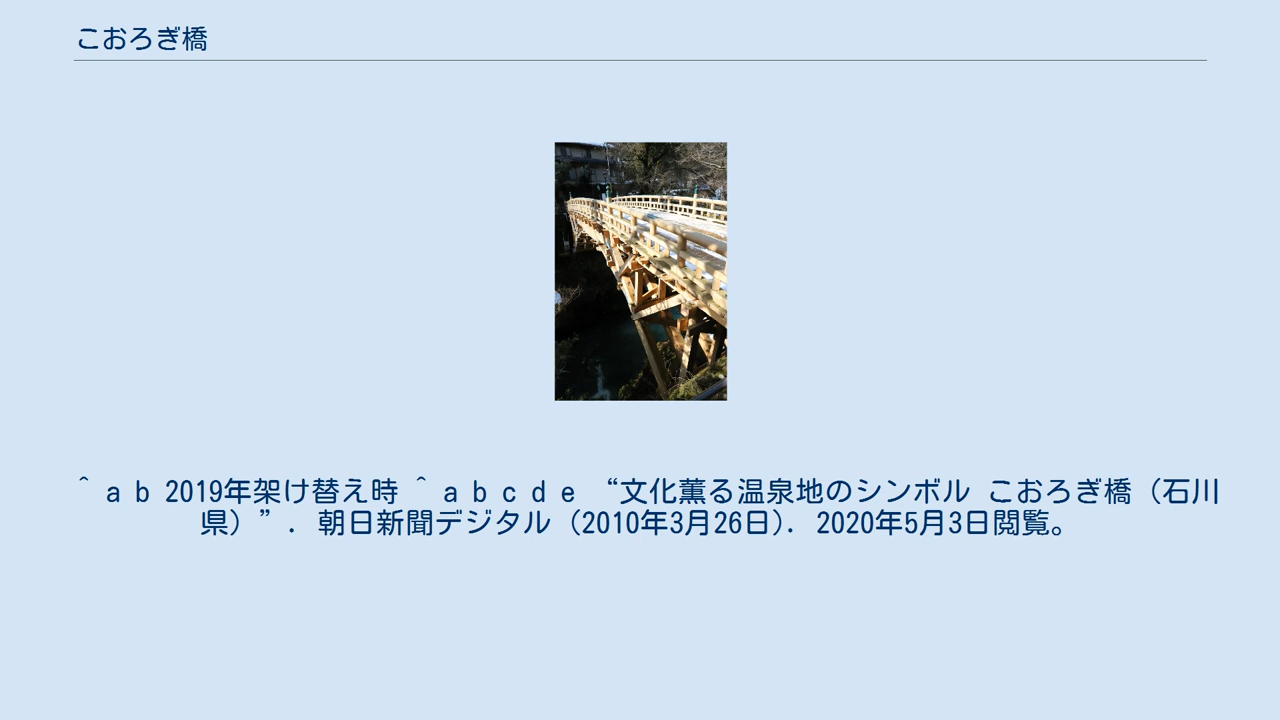 こおろぎ橋
^ a b 2019年架け替え時 ^ a b c d e “文化薫る温泉地のシンボル こおろぎ橋（石川
県）”. 朝日新聞デジタル (2010年3月26日). 2020年5月3日閲覧。